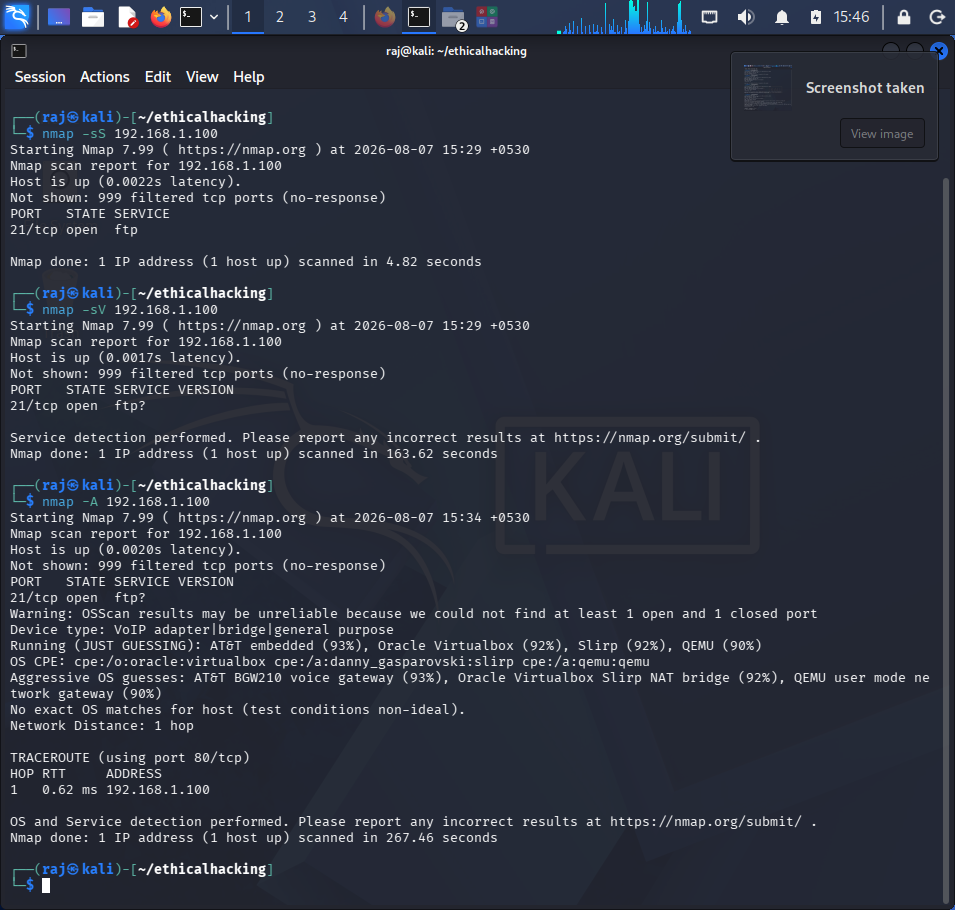 1 2 3 4
2
15:46
raj@kali: ~/ethicalhacking
Session Actions Edit View Help
Screenshot taken
View image
┌──(raj㉿kali)-[~/ethicalhacking]
└─$ nmap -sS 192.168.1.100
Starting Nmap 7.99 ( https://nmap.org ) at 2026-08-07 15:29 +0530
Nmap scan report for 192.168.1.100
Host is up (0.0022s latency).
Not shown: 999 filtered tcp ports (no-response)
PORT   STATE SERVICE
21/tcp open  ftp
Nmap done: 1 IP address (1 host up) scanned in 4.82 seconds
┌──(raj㉿kali)-[~/ethicalhacking]
└─$ nmap -sV 192.168.1.100
Starting Nmap 7.99 ( https://nmap.org ) at 2026-08-07 15:29 +0530
Nmap scan report for 192.168.1.100
Host is up (0.0017s latency).
Not shown: 999 filtered tcp ports (no-response)
PORT   STATE SERVICE VERSION
21/tcp open  ftp?
Service detection performed. Please report any incorrect results at https://nmap.org/submit/ .
Nmap done: 1 IP address (1 host up) scanned in 163.62 seconds
┌──(raj㉿kali)-[~/ethicalhacking]
└─$ nmap -A 192.168.1.100
Starting Nmap 7.99 ( https://nmap.org ) at 2026-08-07 15:34 +0530
Nmap scan report for 192.168.1.100
Host is up (0.0020s latency).
Not shown: 999 filtered tcp ports (no-response)
PORT   STATE SERVICE VERSION
21/tcp open  ftp?
Warning: OSScan results may be unreliable because we could not find at least 1 open and 1 closed port
Device type: VoIP adapter|bridge|general purpose
Running (JUST GUESSING): AT&T embedded (93%), Oracle Virtualbox (92%), Slirp (92%), QEMU (90%)
OS CPE: cpe:/o:oracle:virtualbox cpe:/a:danny_gasparovski:slirp cpe:/a:qemu:qemu
Aggressive OS guesses: AT&T BGW210 voice gateway (93%), Oracle Virtualbox Slirp NAT bridge (92%), QEMU user mode ne
twork gateway (90%)
No exact OS matches for host (test conditions non-ideal).
Network Distance: 1 hop
TRACEROUTE (using port 80/tcp)
HOP RTT     ADDRESS
1   0.62 ms 192.168.1.100
OS and Service detection performed. Please report any incorrect results at https://nmap.org/submit/ .
Nmap done: 1 IP address (1 host up) scanned in 267.46 seconds
┌──(raj㉿kali)-[~/ethicalhacking]
└─$
KALI